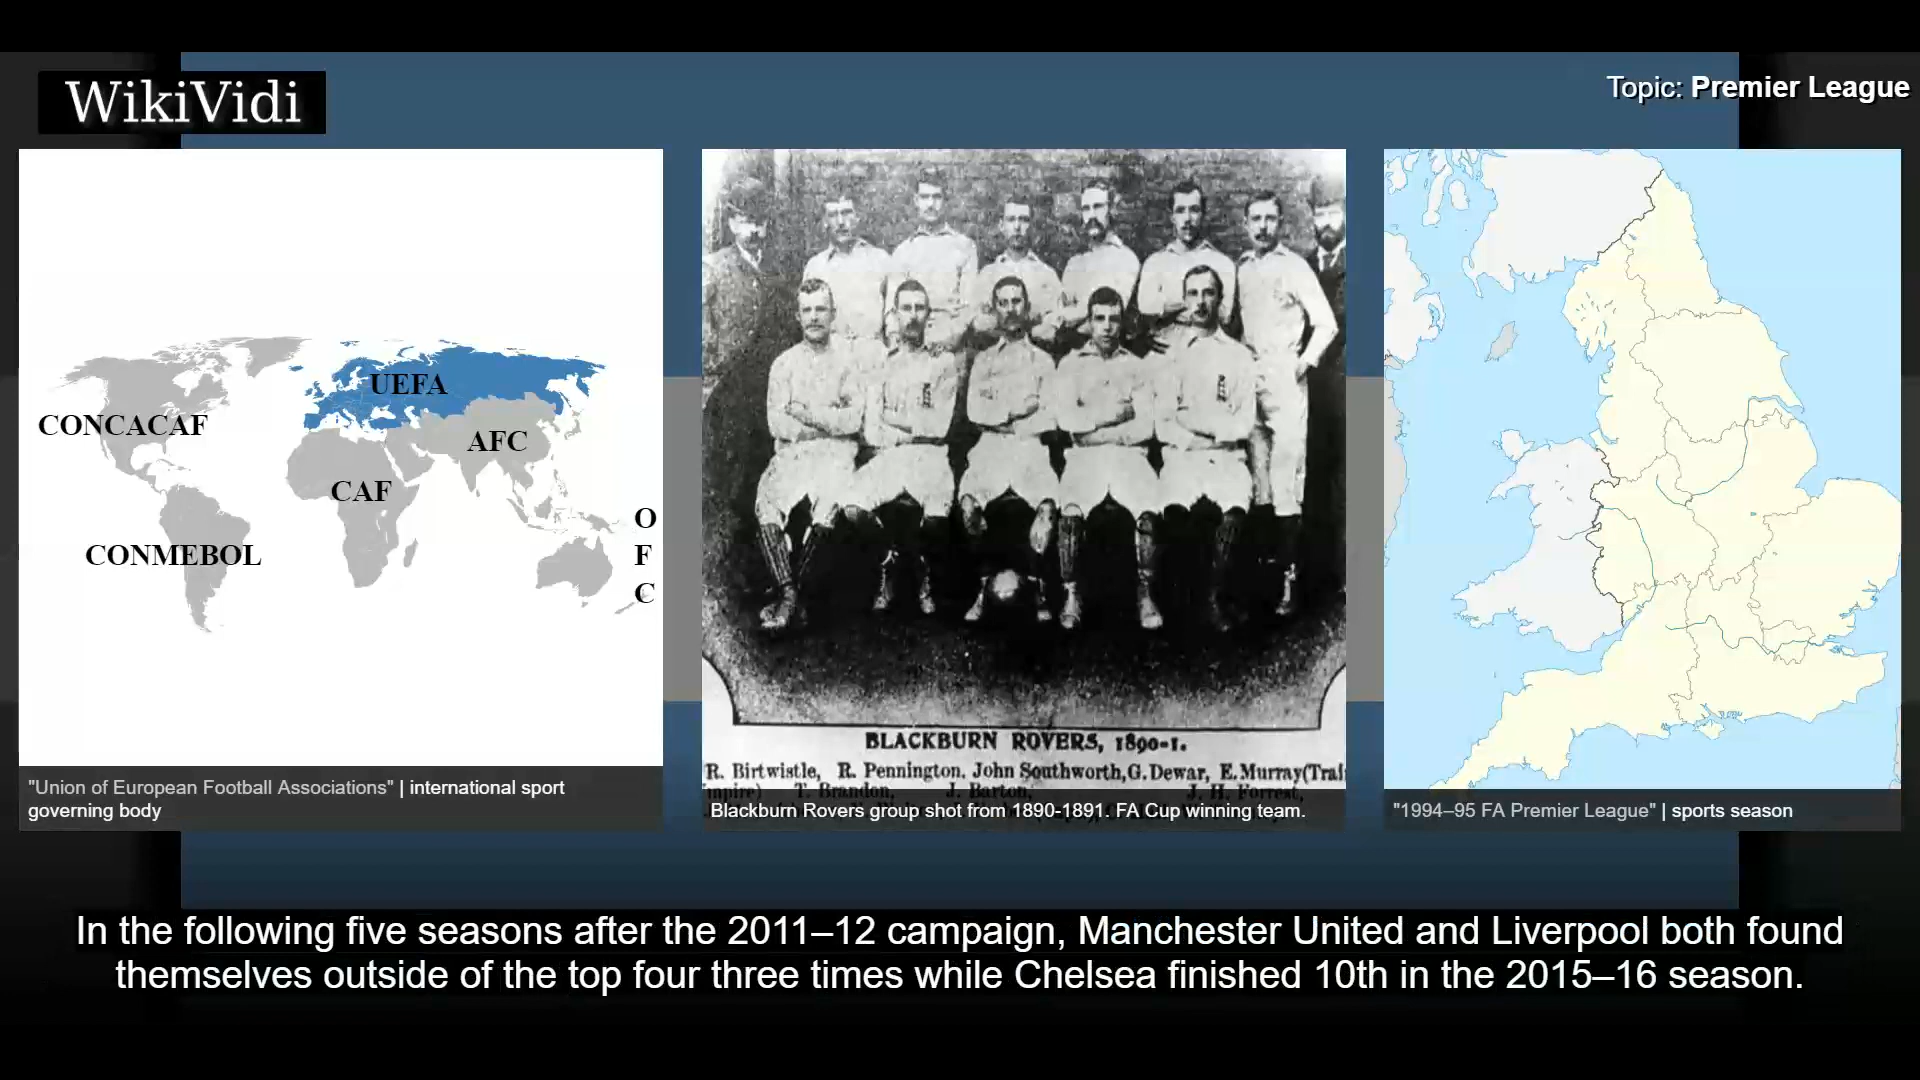 WikiVidi
Topic: Premier League
UEFA
CONCACAF
AFC
CAF
CONMEBOL
O
F
C
"Union of European Football Associations" | international sport
governing body
BLACKBURN ROVERS, 1890-1.
R. Birtwistle, R. Pennington, John Southworth, G. Dewar, E. Murray (Trai
T. Brandon, J. Barton, J. H. Forrest,
Blackburn Rovers group shot from 1890-1891. FA Cup winning team.
"1994–95 FA Premier League" | sports season
In the following five seasons after the 2011–12 campaign, Manchester United and Liverpool both found
themselves outside of the top four three times while Chelsea finished 10th in the 2015–16 season.